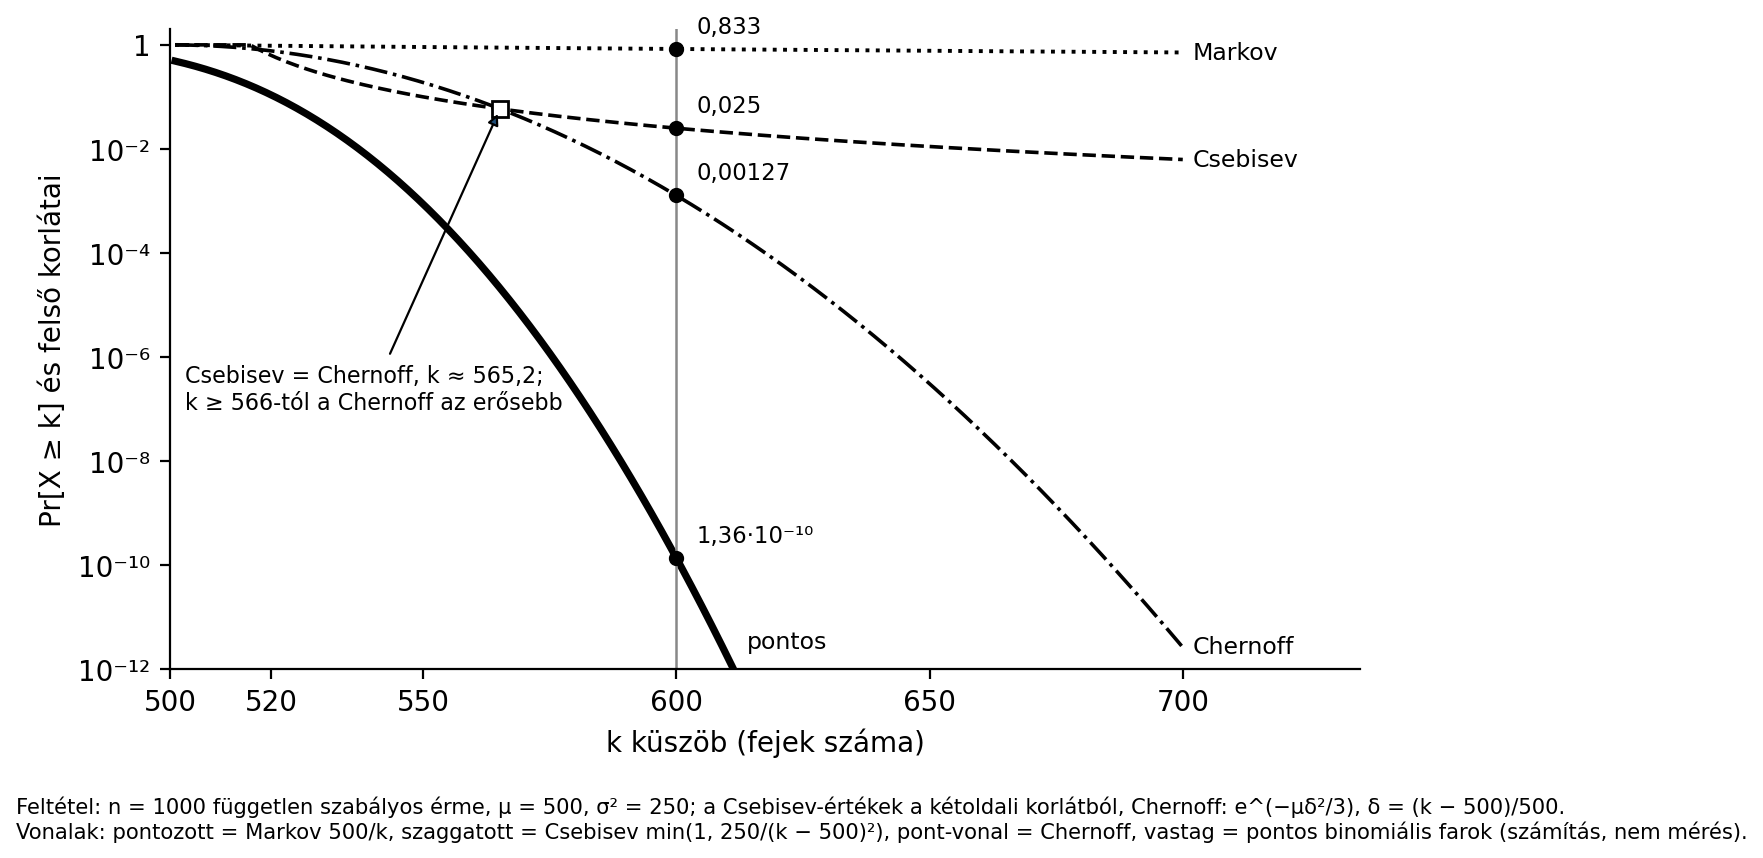 Pr[X ≥ k] és felső korlátai
1
10⁻²
10⁻⁴
10⁻⁶
10⁻⁸
10⁻¹⁰
10⁻¹²
0,833
Markov
0,025
Csebisev
0,00127
Csebisev = Chernoff, k ≈ 565,2;
k ≥ 566-tól a Chernoff az erősebb
1,36·10⁻¹⁰
pontos
Chernoff
500 520 550 600 650 700
k küszöb (fejek száma)
Feltétel: n = 1000 független szabályos érme, μ = 500, σ² = 250; a Csebisev-értékek a kétoldali korlátból, Chernoff: e^(−μδ²/3), δ = (k − 500)/500.
Vonalak: pontozott = Markov 500/k, szaggatott = Csebisev min(1, 250/(k − 500)²), pont-vonal = Chernoff, vastag = pontos binomiális farok (számítás, nem mérés).